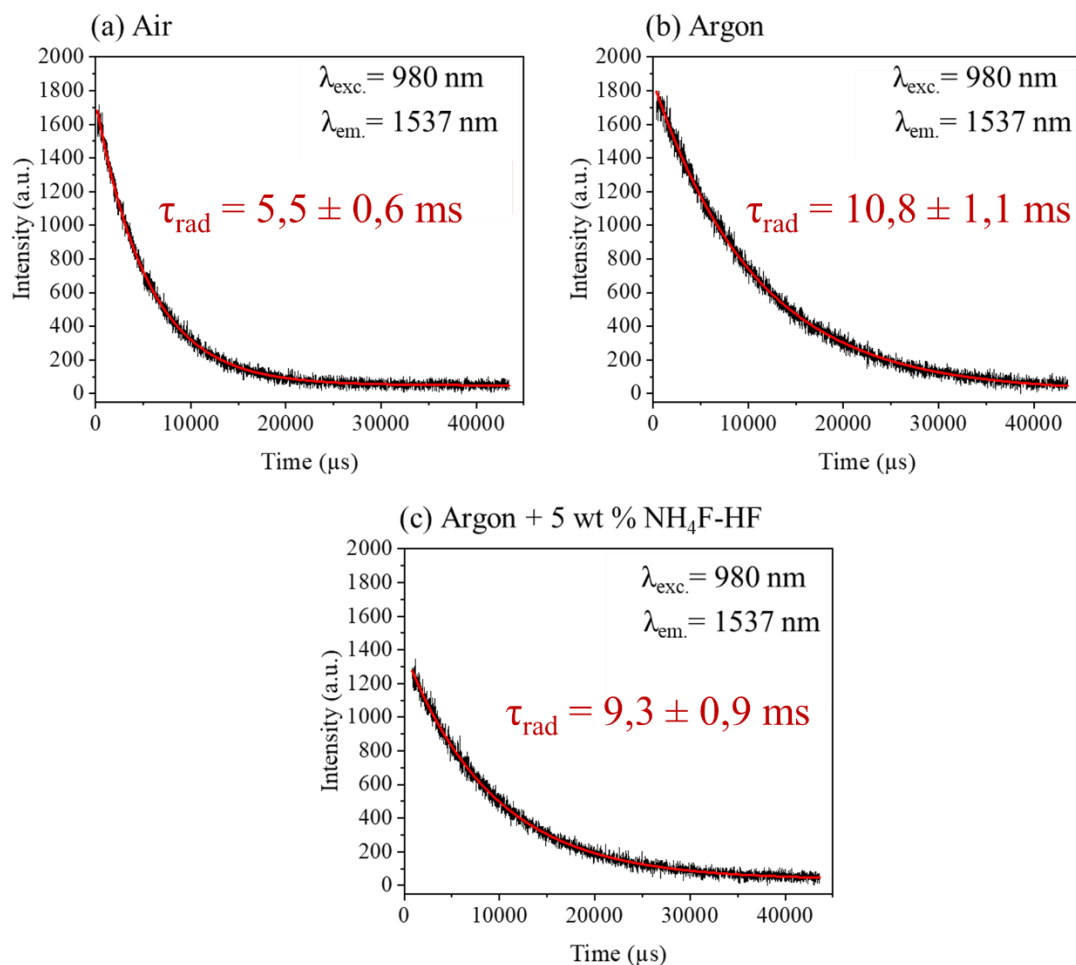 (a) Air
2000
1800
1600
1400
1200
1000
800
600
400
200
0
Intensity (a.u.)
λexc.= 980 nm
λem.= 1537 nm
τrad = 5,5 ± 0,6 ms
0 10000 20000 30000 40000
Time (µs)
(b) Argon
2000
1800
1600
1400
1200
1000
800
600
400
200
0
Intensity (a.u.)
λexc.= 980 nm
λem.= 1537 nm
τrad = 10,8 ± 1,1 ms
0 10000 20000 30000 40000
Time (µs)
(c) Argon + 5 wt % NH₄F-HF
2000
1800
1600
1400
1200
1000
800
600
400
200
0
Intensity (a.u.)
λexc.= 980 nm
λem.= 1537 nm
τrad = 9,3 ± 0,9 ms
0 10000 20000 30000 40000
Time (µs)